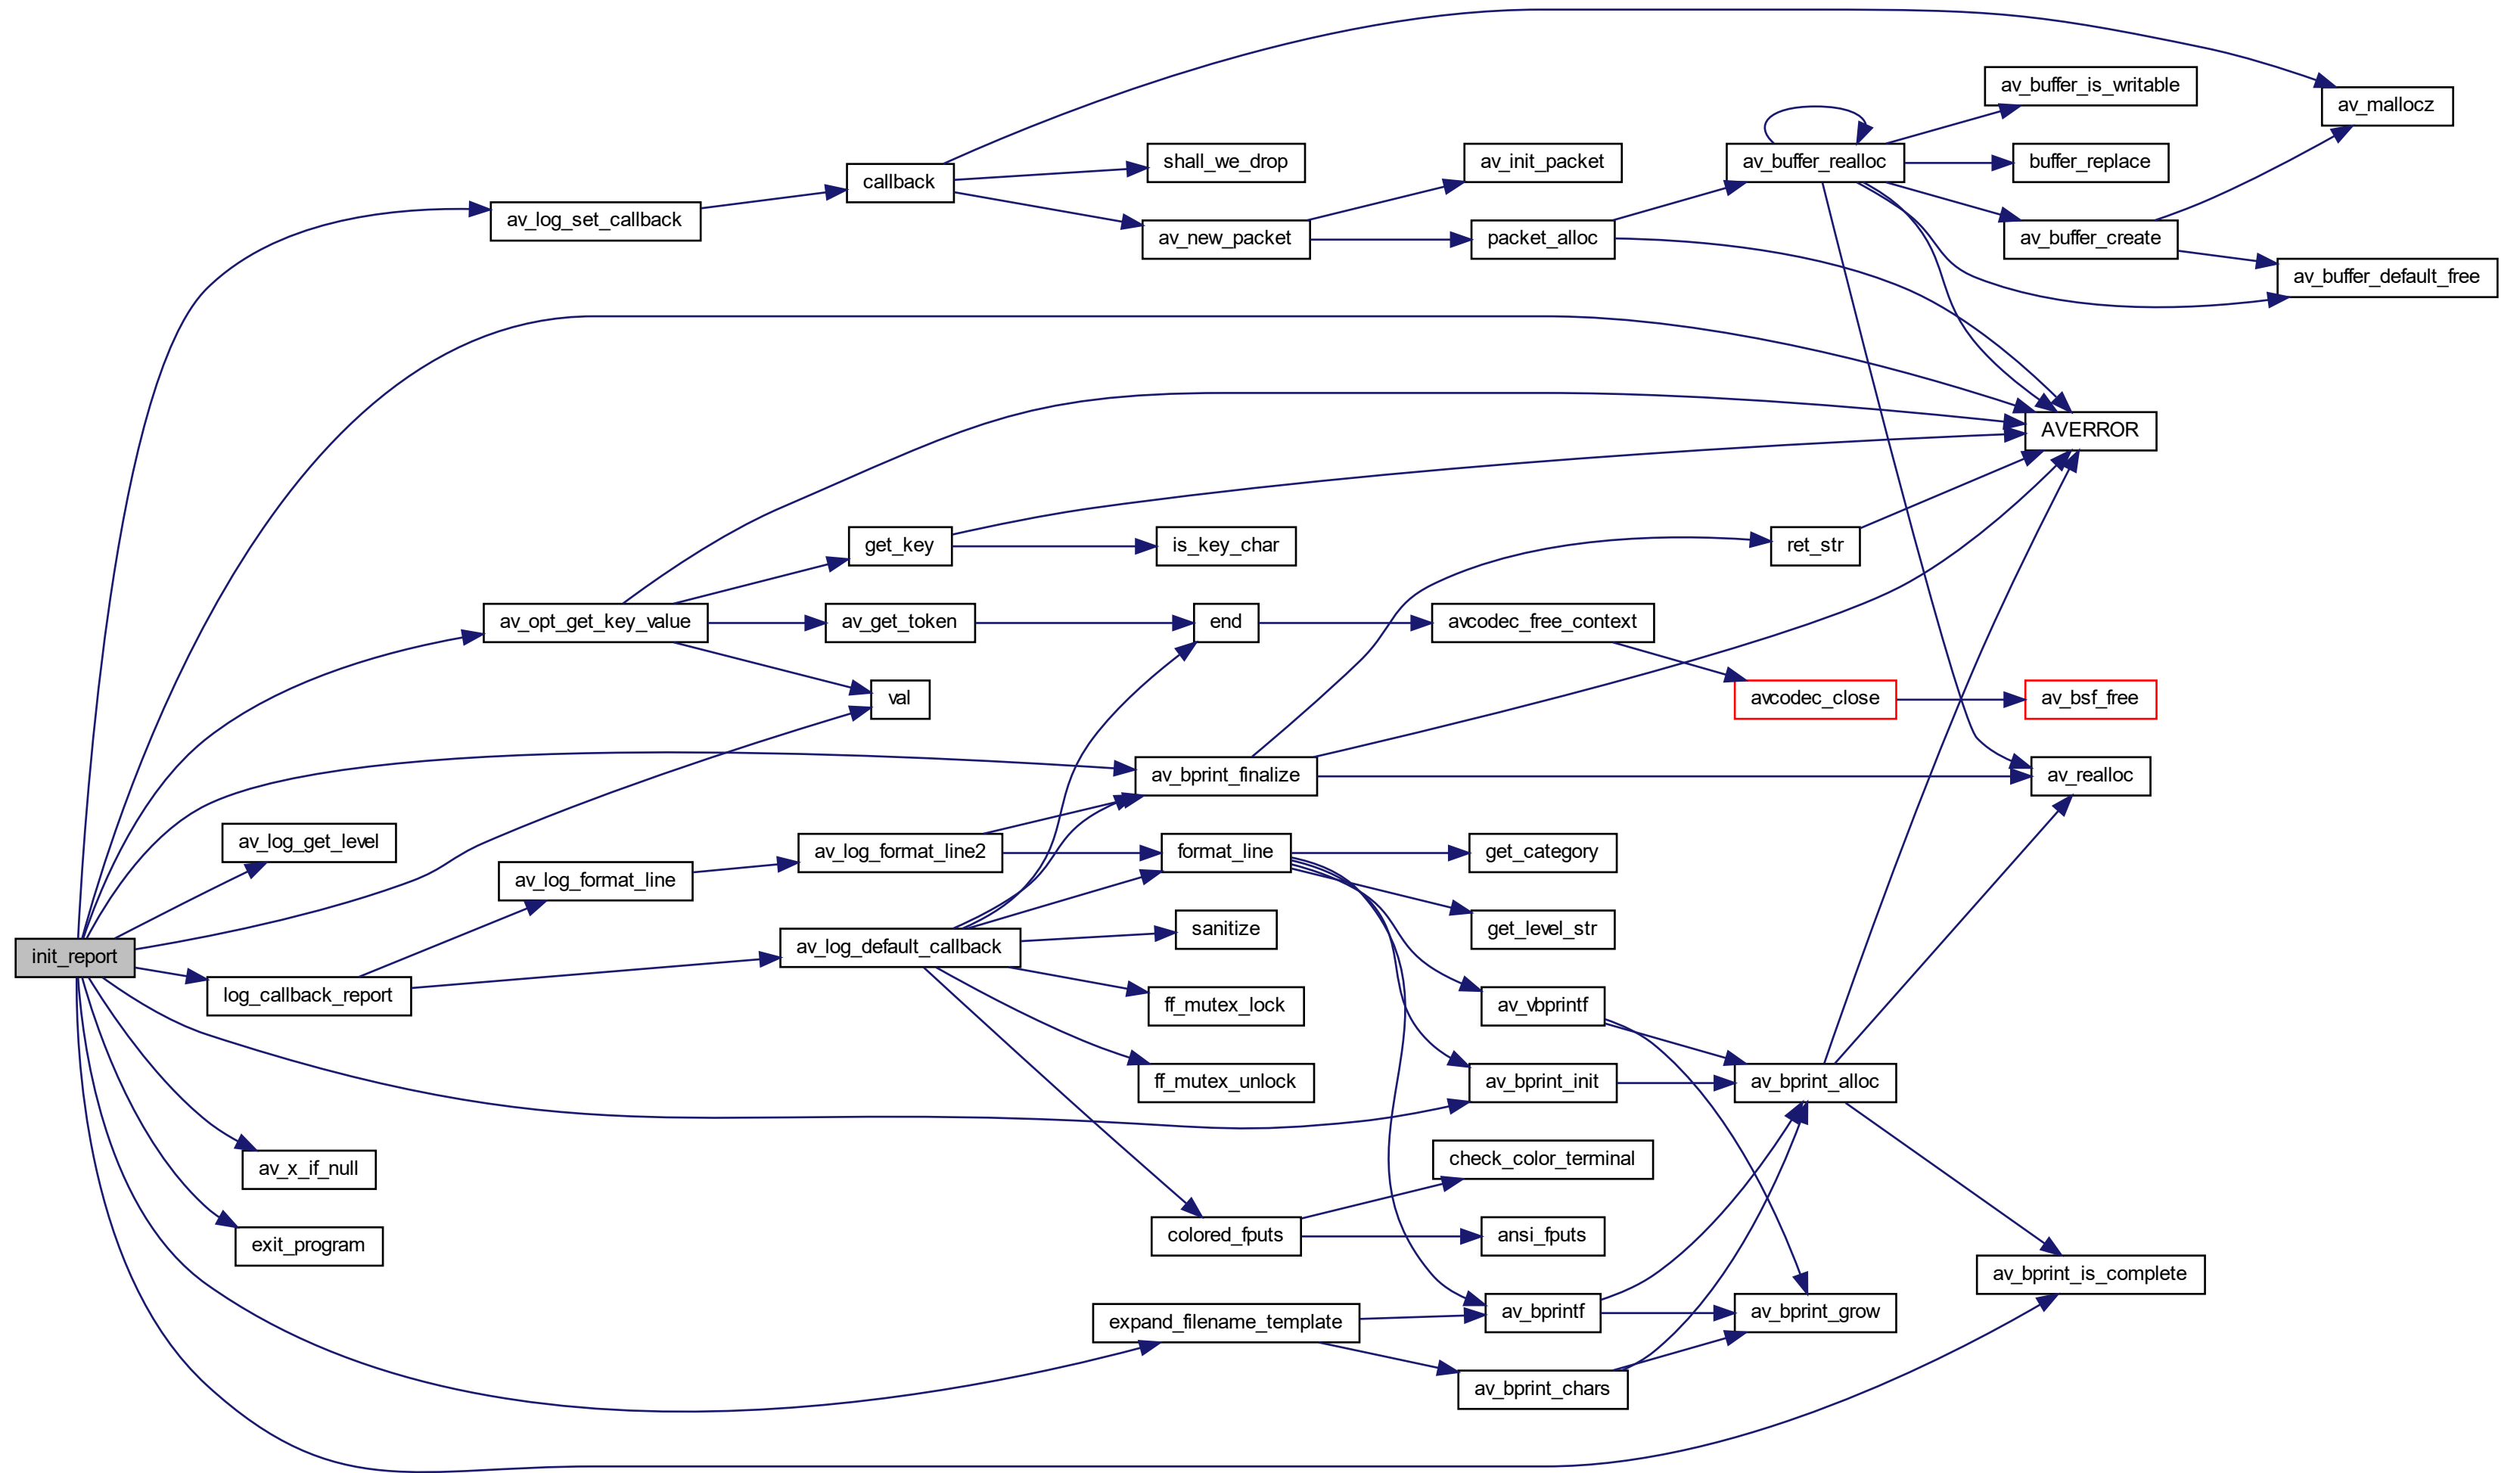 av_buffer_is_writable
av_mallocz
callback
shall_we_drop
av_init_packet
av_buffer_realloc
buffer_replace
av_log_set_callback
av_new_packet
packet_alloc
av_buffer_create
av_buffer_default_free
AVERROR
get_key
is_key_char
ret_str
av_opt_get_key_value
av_get_token
end
avcodec_free_context
val
avcodec_close
av_bsf_free
av_bprint_finalize
av_realloc
av_log_get_level
av_log_format_line
av_log_format_line2
format_line
get_category
get_level_str
init_report
log_callback_report
av_log_default_callback
sanitize
ff_mutex_lock
av_vbprintf
ff_mutex_unlock
av_bprint_init
av_bprint_alloc
av_x_if_null
check_color_terminal
exit_program
colored_fputs
ansi_fputs
av_bprint_is_complete
expand_filename_template
av_bprintf
av_bprint_grow
av_bprint_chars